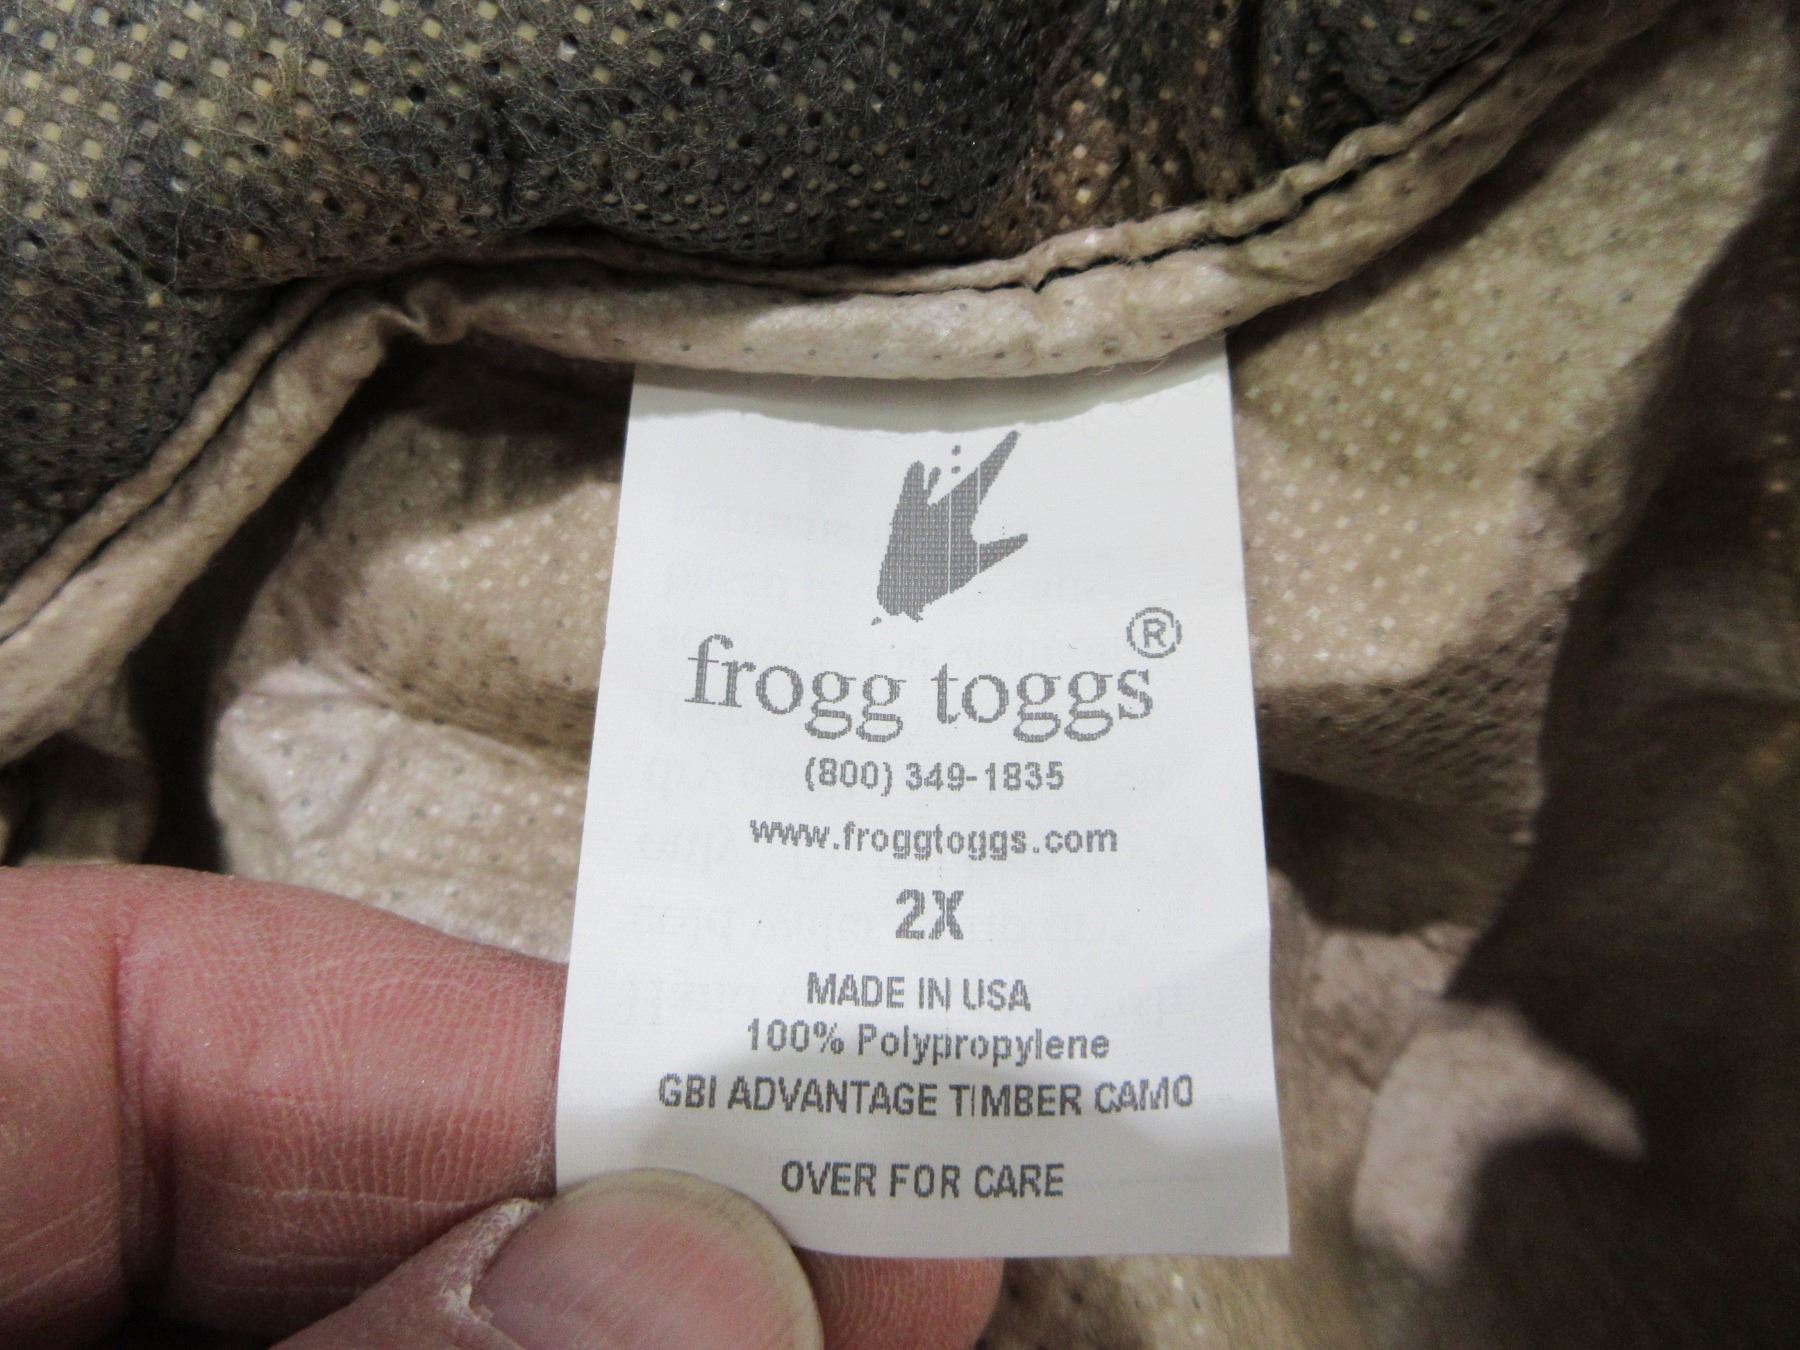 frogg toggs®
(800) 349-1835
www.froggtoggs.com
2X
MADE IN USA
100% Polypropylene
GBI ADVANTAGE TIMBER CAMO
OVER FOR CARE